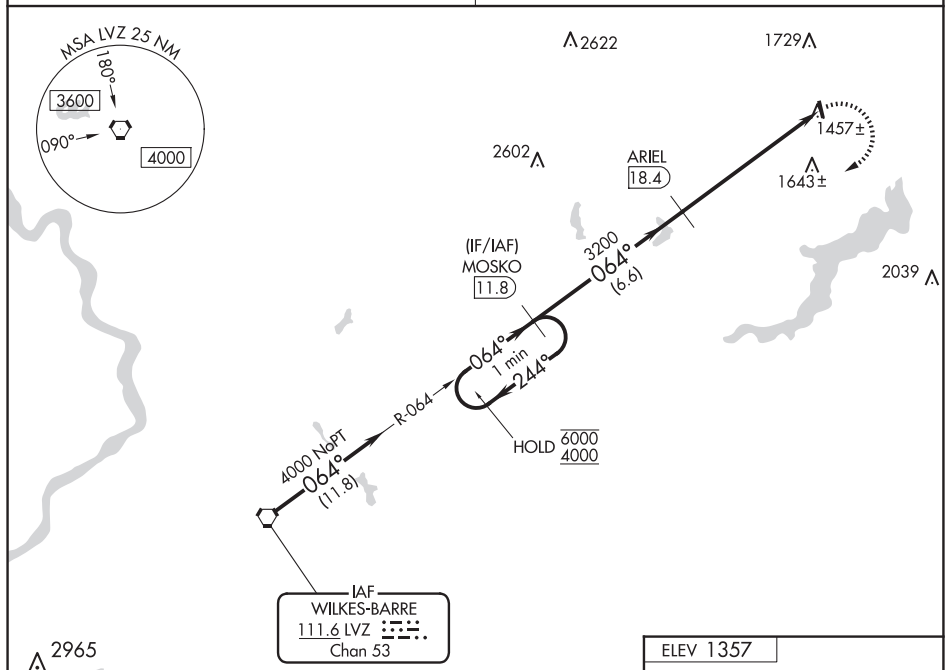 MSA LVZ 25 NM
180°
3600
090°
4000
2622
1729
1457±
1643±
2602
ARIEL
18.4
2039
(IF/IAF)
MOSKO
11.8
3200
064°
(6.6)
064°
1 min
244°
HOLD 6000
4000
R-064
4000 NoPT
064°
(11.8)
IAF
WILKES-BARRE
111.6 LVZ
Chan 53
2965
ELEV 1357